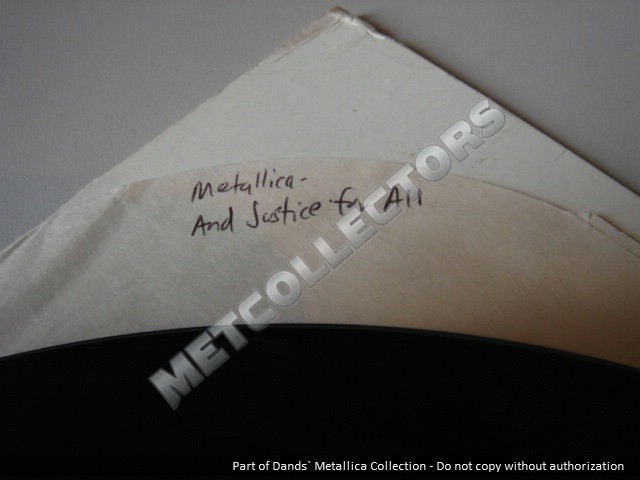 Metallica-
And Justice for All
METCOLLECTORS
Part of Dands` Metallica Collection - Do not copy without authorization